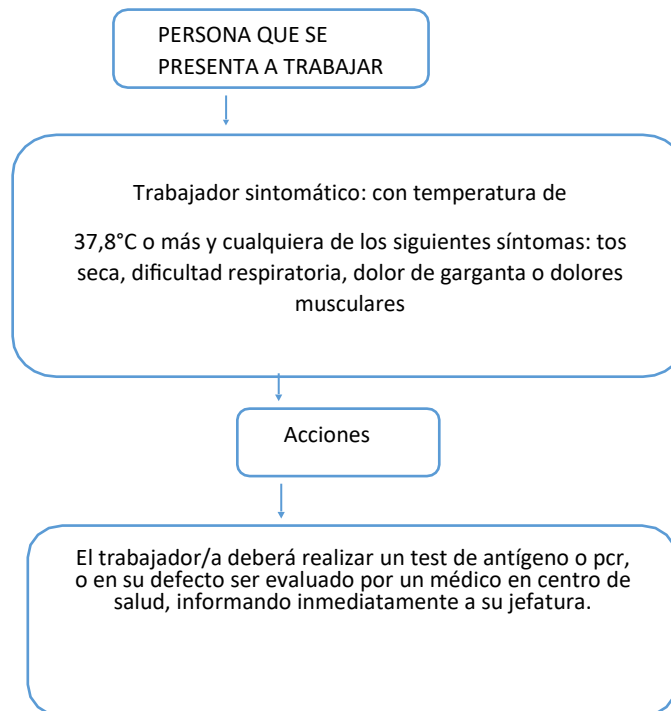 PERSONA QUE SE
PRESENTA A TRABAJAR
Trabajador sintomático: con temperatura de
37,8°C o más y cualquiera de los siguientes síntomas: tos
seca, dificultad respiratoria, dolor de garganta o dolores
musculares
Acciones
El trabajador/a deberá realizar un test de antígeno o pcr,
o en su defecto ser evaluado por un médico en centro de
salud, informando inmediatamente a su jefatura.